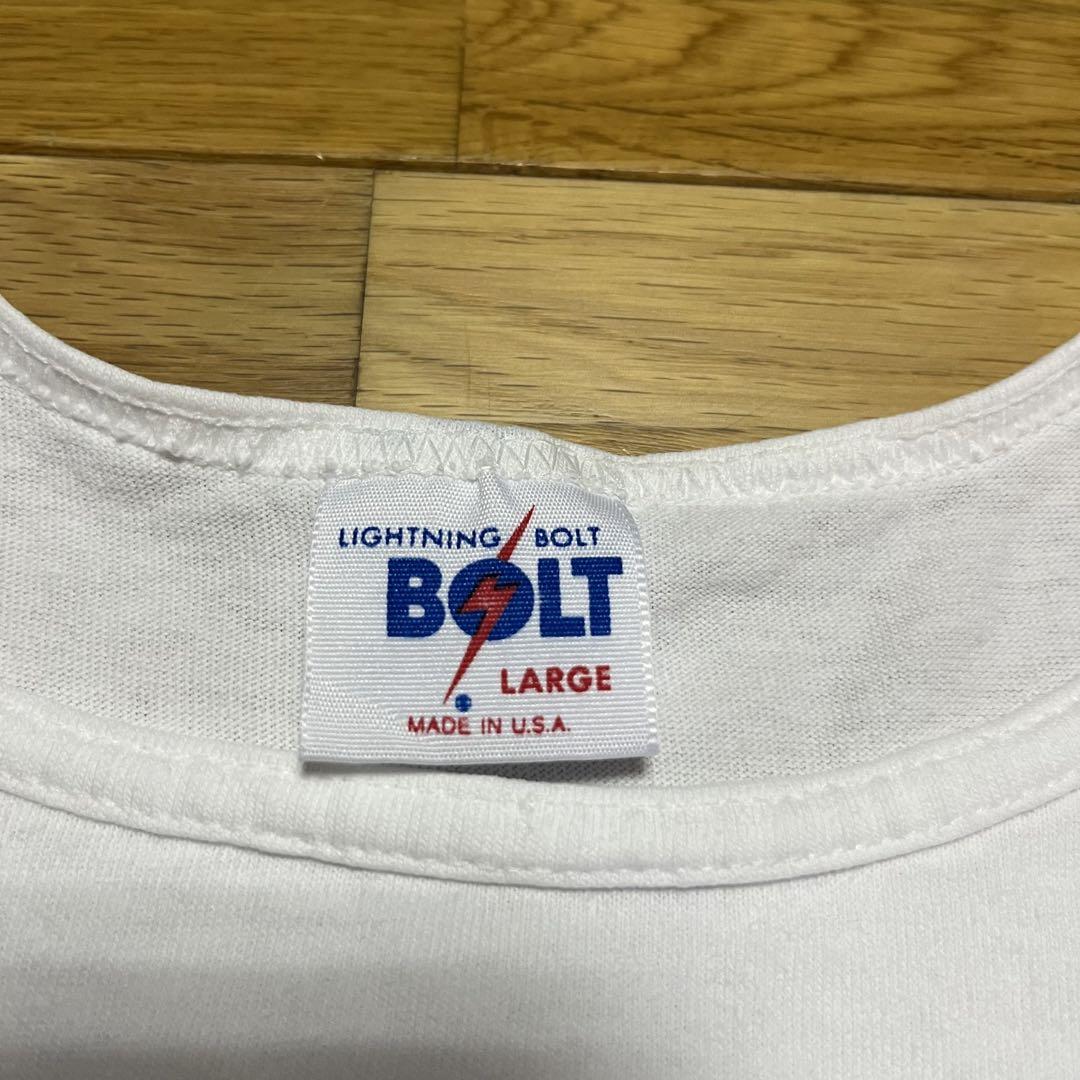 LIGHTNING BOLT
BOLT
LARGE
MADE IN U.S.A.